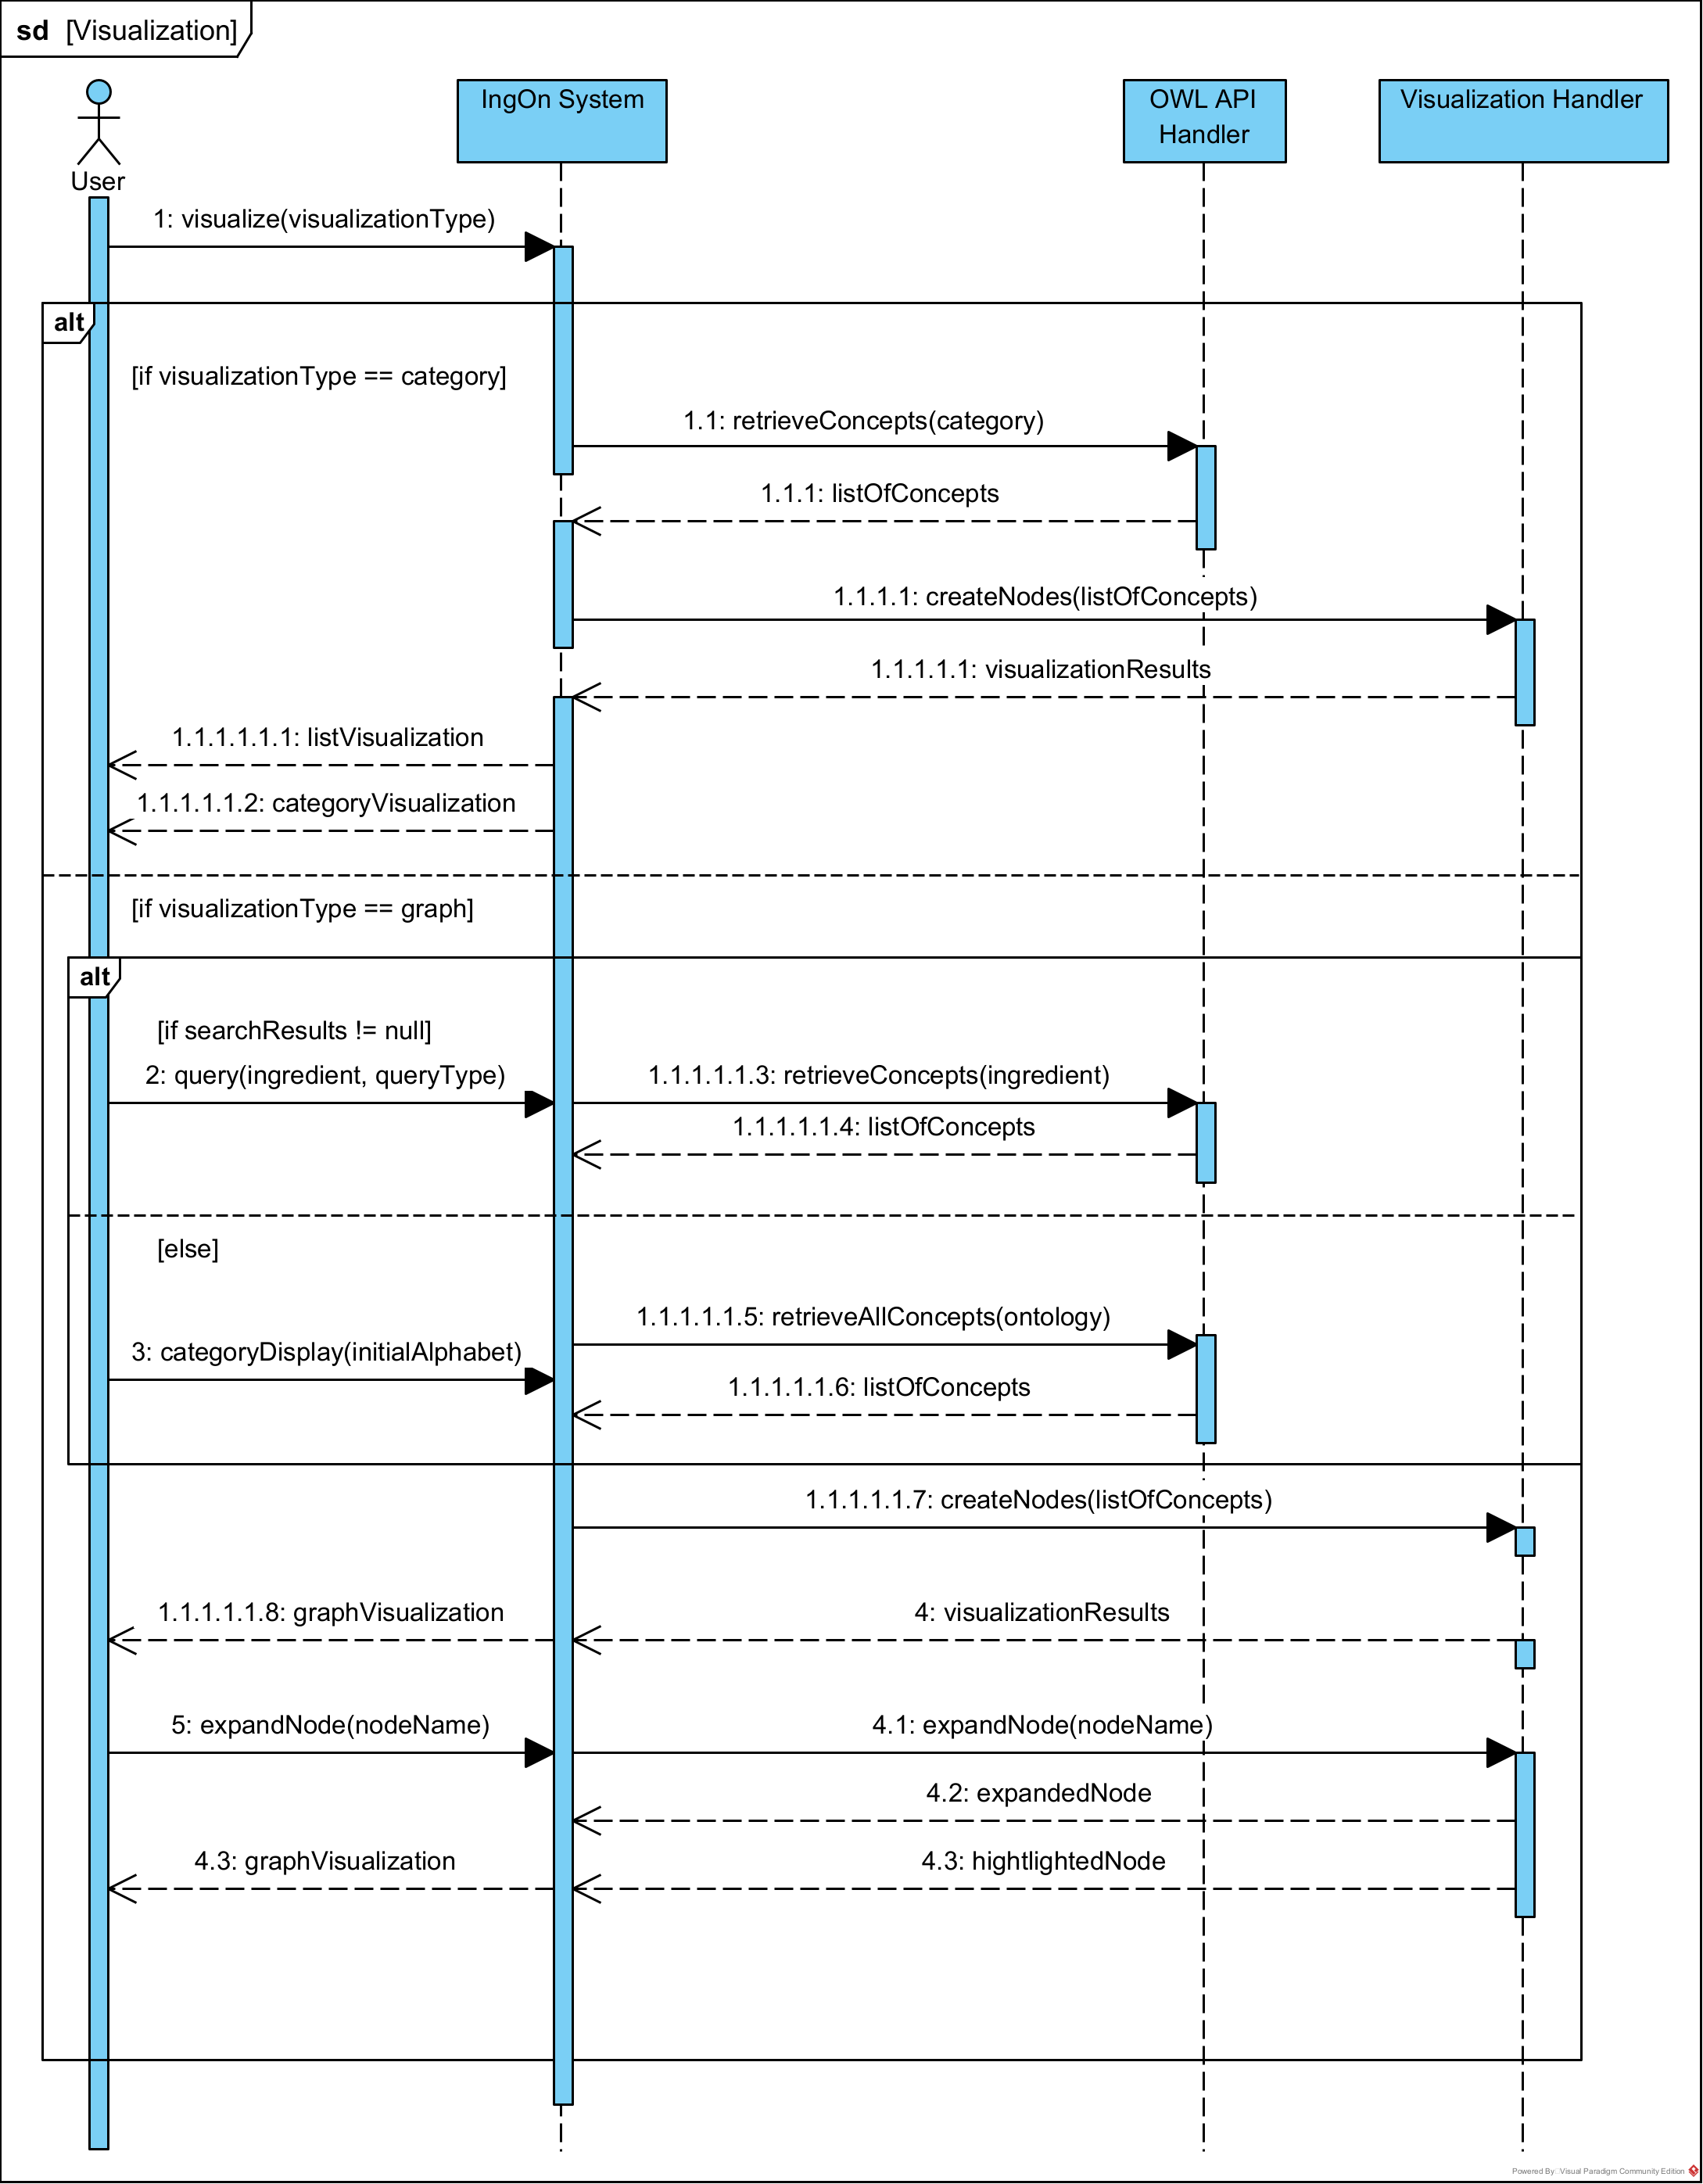 sd [Visualization]
User
IngOn System
OWL API
Handler
Visualization Handler
1: visualize(visualizationType)
alt
[if visualizationType == category]
1.1: retrieveConcepts(category)
1.1.1: listOfConcepts
1.1.1.1: createNodes(listOfConcepts)
1.1.1.1.1: visualizationResults
1.1.1.1.1.1: listVisualization
1.1.1.1.1.2: categoryVisualization
[if visualizationType == graph]
alt
[if searchResults != null]
2: query(ingredient, queryType)
1.1.1.1.1.3: retrieveConcepts(ingredient)
1.1.1.1.1.4: listOfConcepts
[else]
1.1.1.1.1.5: retrieveAllConcepts(ontology)
3: categoryDisplay(initialAlphabet)
1.1.1.1.1.6: listOfConcepts
1.1.1.1.1.7: createNodes(listOfConcepts)
1.1.1.1.1.8: graphVisualization
4: visualizationResults
5: expandNode(nodeName)
4.1: expandNode(nodeName)
4.2: expandedNode
4.3: graphVisualization
4.3: hightlightedNode
Powered By: Visual Paradigm Community Edition